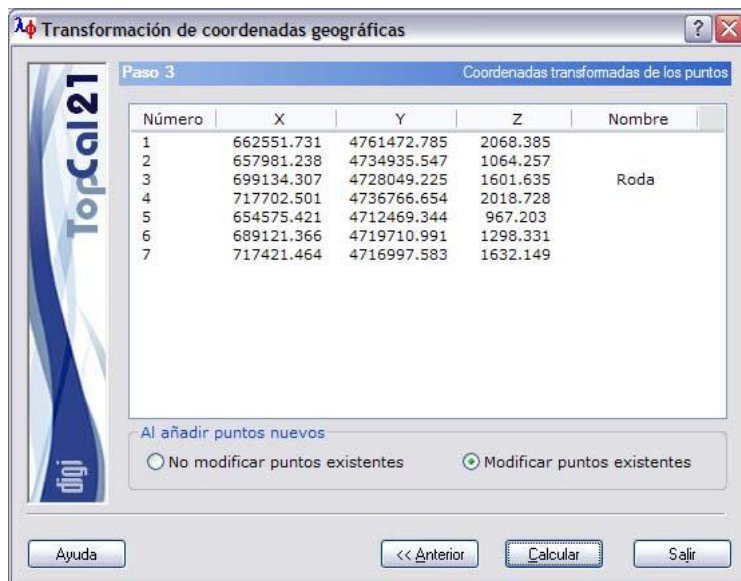 λφ Transformación de coordenadas geográficas
TopCal21
digi
Paso 3 Coordenadas transformadas de los puntos
Número X Y Z Nombre
1 662551.731 4761472.785 2068.385
2 657981.238 4734935.547 1064.257
3 699134.307 4728049.225 1601.635 Roda
4 717702.501 4736766.654 2018.728
5 654575.421 4712469.344 967.203
6 689121.366 4719710.991 1298.331
7 717421.464 4716997.583 1632.149
Al añadir puntos nuevos
No modificar puntos existentes Modificar puntos existentes
Ayuda << Anterior Calcular Salir